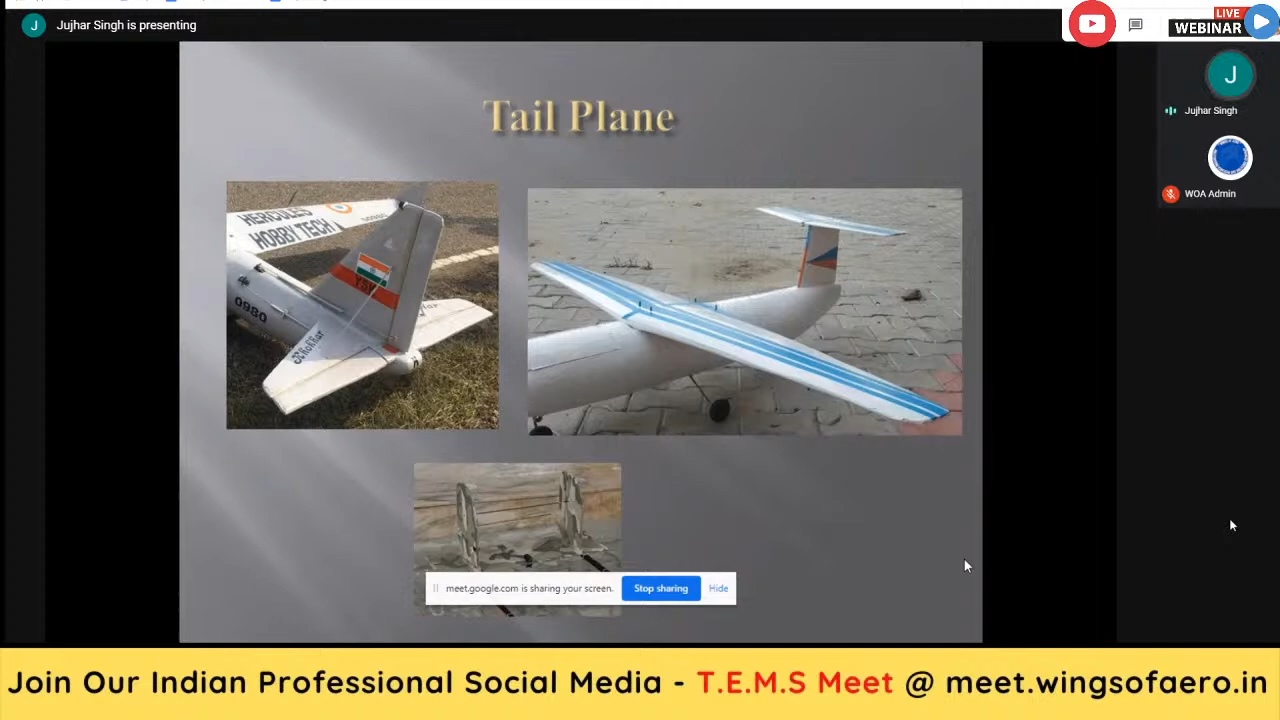 J
Jujhar Singh is presenting
LIVE
WEBINAR
Tail Plane
J
Jujhar Singh
WOA Admin
HERCULES
HOBBY TECH
0980
meet.google.com is sharing your screen.
Stop sharing
Hide
Join Our Indian Professional Social Media - T.E.M.S Meet @ meet.wingsofaero.in